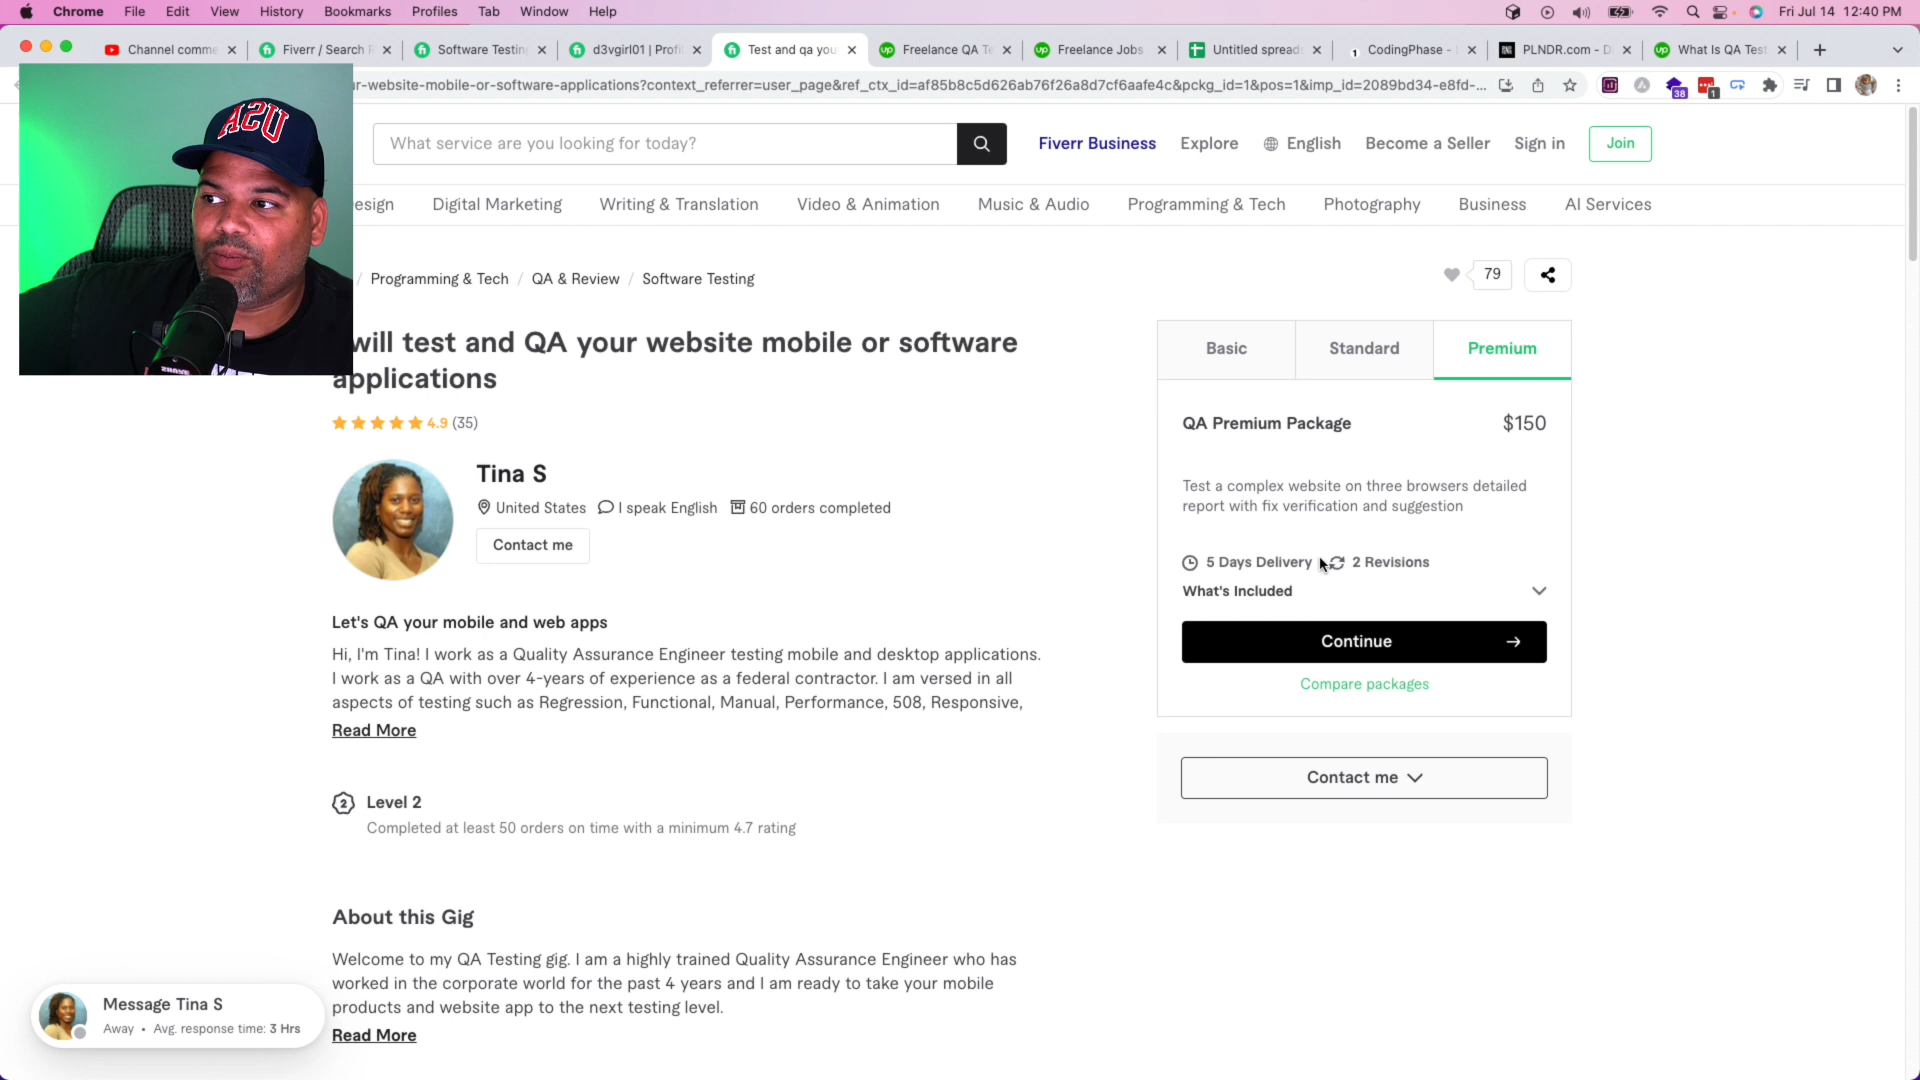 Chrome File Edit View History Bookmarks Profiles Tab Window Help Fri Jul 14 12:40 PM
Channel comme Fiverr / Search Software Testin d3vgirl01 | Profi Test and qa you Freelance QA Te Freelance Jobs Untitled spreads CodingPhase - PLNDR.com - D What Is QA Test
r-website-mobile-or-software-applications?context_referrer=user_page&ref_ctx_id=af85b8c5d626ab76f26a8d7cf6aafe4c&pckg_id=1&pos=1&imp_id=2089bd34-e8fd-...
38 1
What service are you looking for today?
Fiverr Business Explore English Become a Seller Sign in Join
esign Digital Marketing Writing & Translation Video & Animation Music & Audio Programming & Tech Photography Business AI Services
/ Programming & Tech / QA & Review / Software Testing
79
will test and QA your website mobile or software
applications
4.9 (35)
Tina S
United States I speak English 60 orders completed
Contact me
Let's QA your mobile and web apps
Hi, I'm Tina! I work as a Quality Assurance Engineer testing mobile and desktop applications.
I work as a QA with over 4-years of experience as a federal contractor. I am versed in all
aspects of testing such as Regression, Functional, Manual, Performance, 508, Responsive,
Read More
2 Level 2
Completed at least 50 orders on time with a minimum 4.7 rating
About this Gig
Welcome to my QA Testing gig. I am a highly trained Quality Assurance Engineer who has
worked in the corporate world for the past 4 years and I am ready to take your mobile
products and website app to the next testing level.
Read More
Basic Standard Premium
QA Premium Package $150
Test a complex website on three browsers detailed
report with fix verification and suggestion
5 Days Delivery 2 Revisions
What's Included
Continue
Compare packages
Contact me
Message Tina S
Away • Avg. response time: 3 Hrs